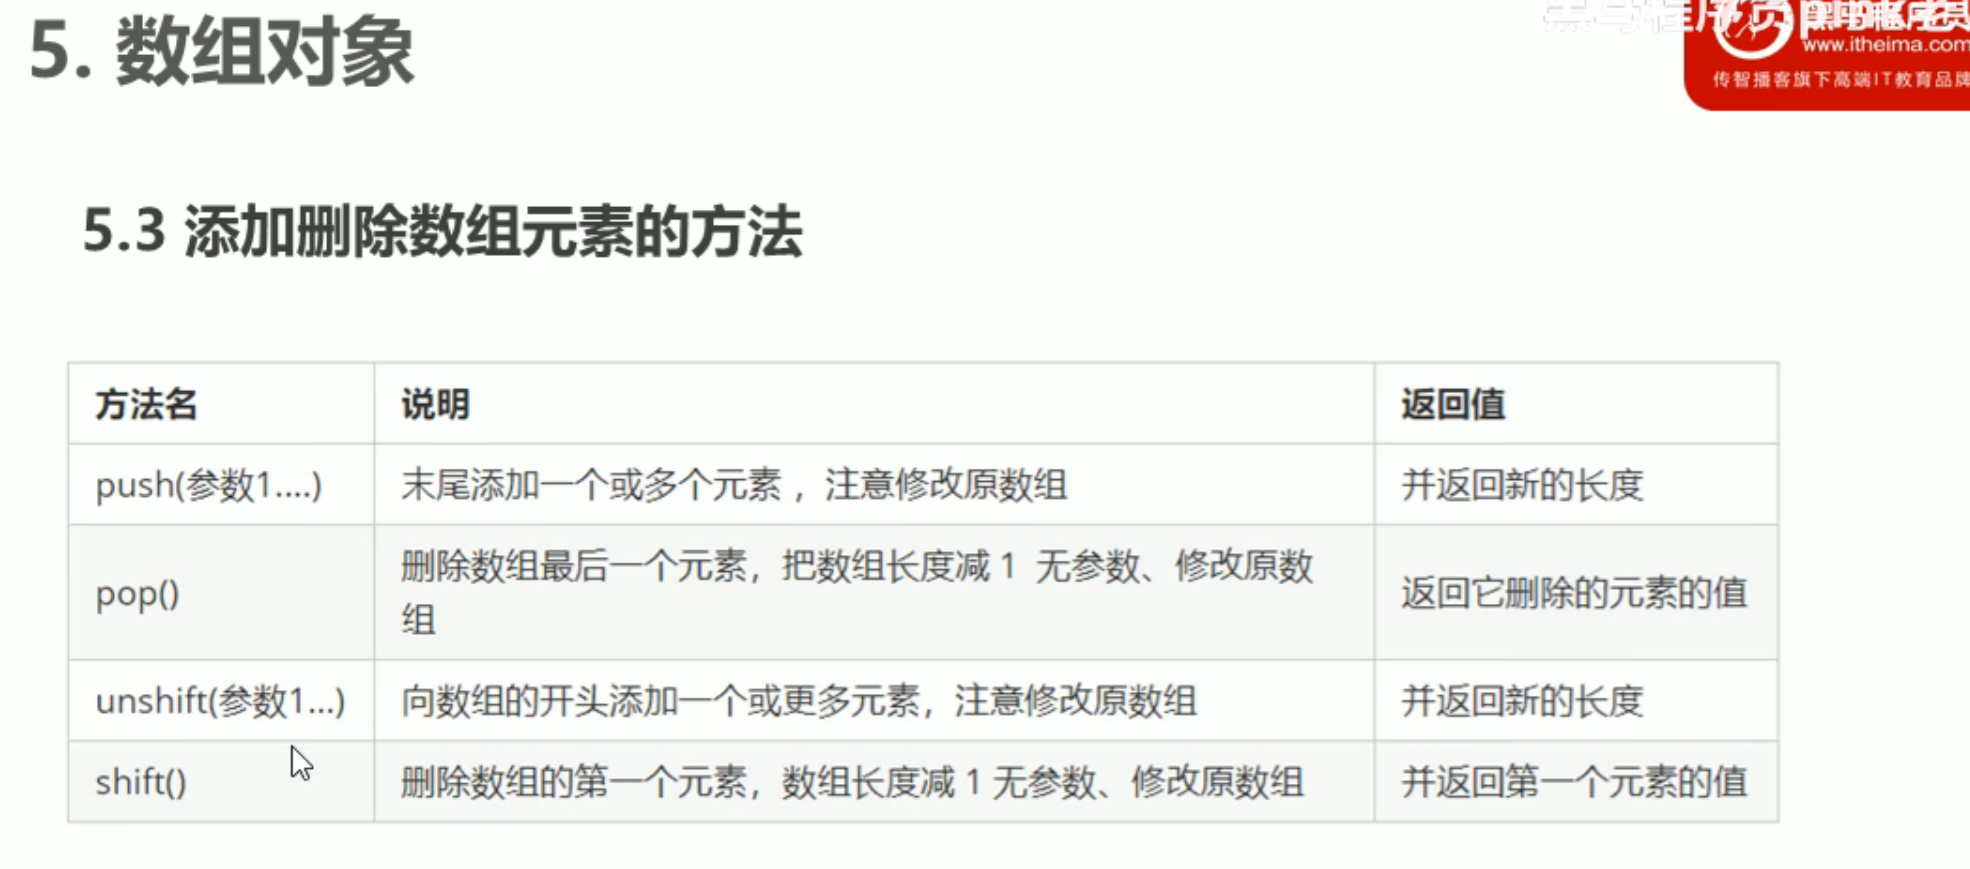 5. 数组对象
www.itheima.com
传智播客旗下高端IT教育品牌
5.3 添加删除数组元素的方法
方法名 说明 返回值
push(参数1....) 末尾添加一个或多个元素，注意修改原数组 并返回新的长度
pop() 删除数组最后一个元素，把数组长度减 1 无参数、修改原数
组 返回它删除的元素的值
unshift(参数1...) 向数组的开头添加一个或更多元素，注意修改原数组 并返回新的长度
shift() 删除数组的第一个元素，数组长度减 1 无参数、修改原数组 并返回第一个元素的值